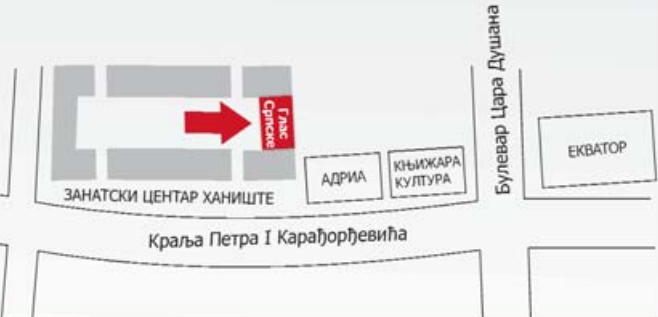 Глас
Српске
ЗАНАТСКИ ЦЕНТАР ХАНИШТЕ
АДРИА
КЊИЖАРА
КУЛТУРА
Булевар Цара Душана
ЕКВАТОР
Краља Петра I Карађорђевића